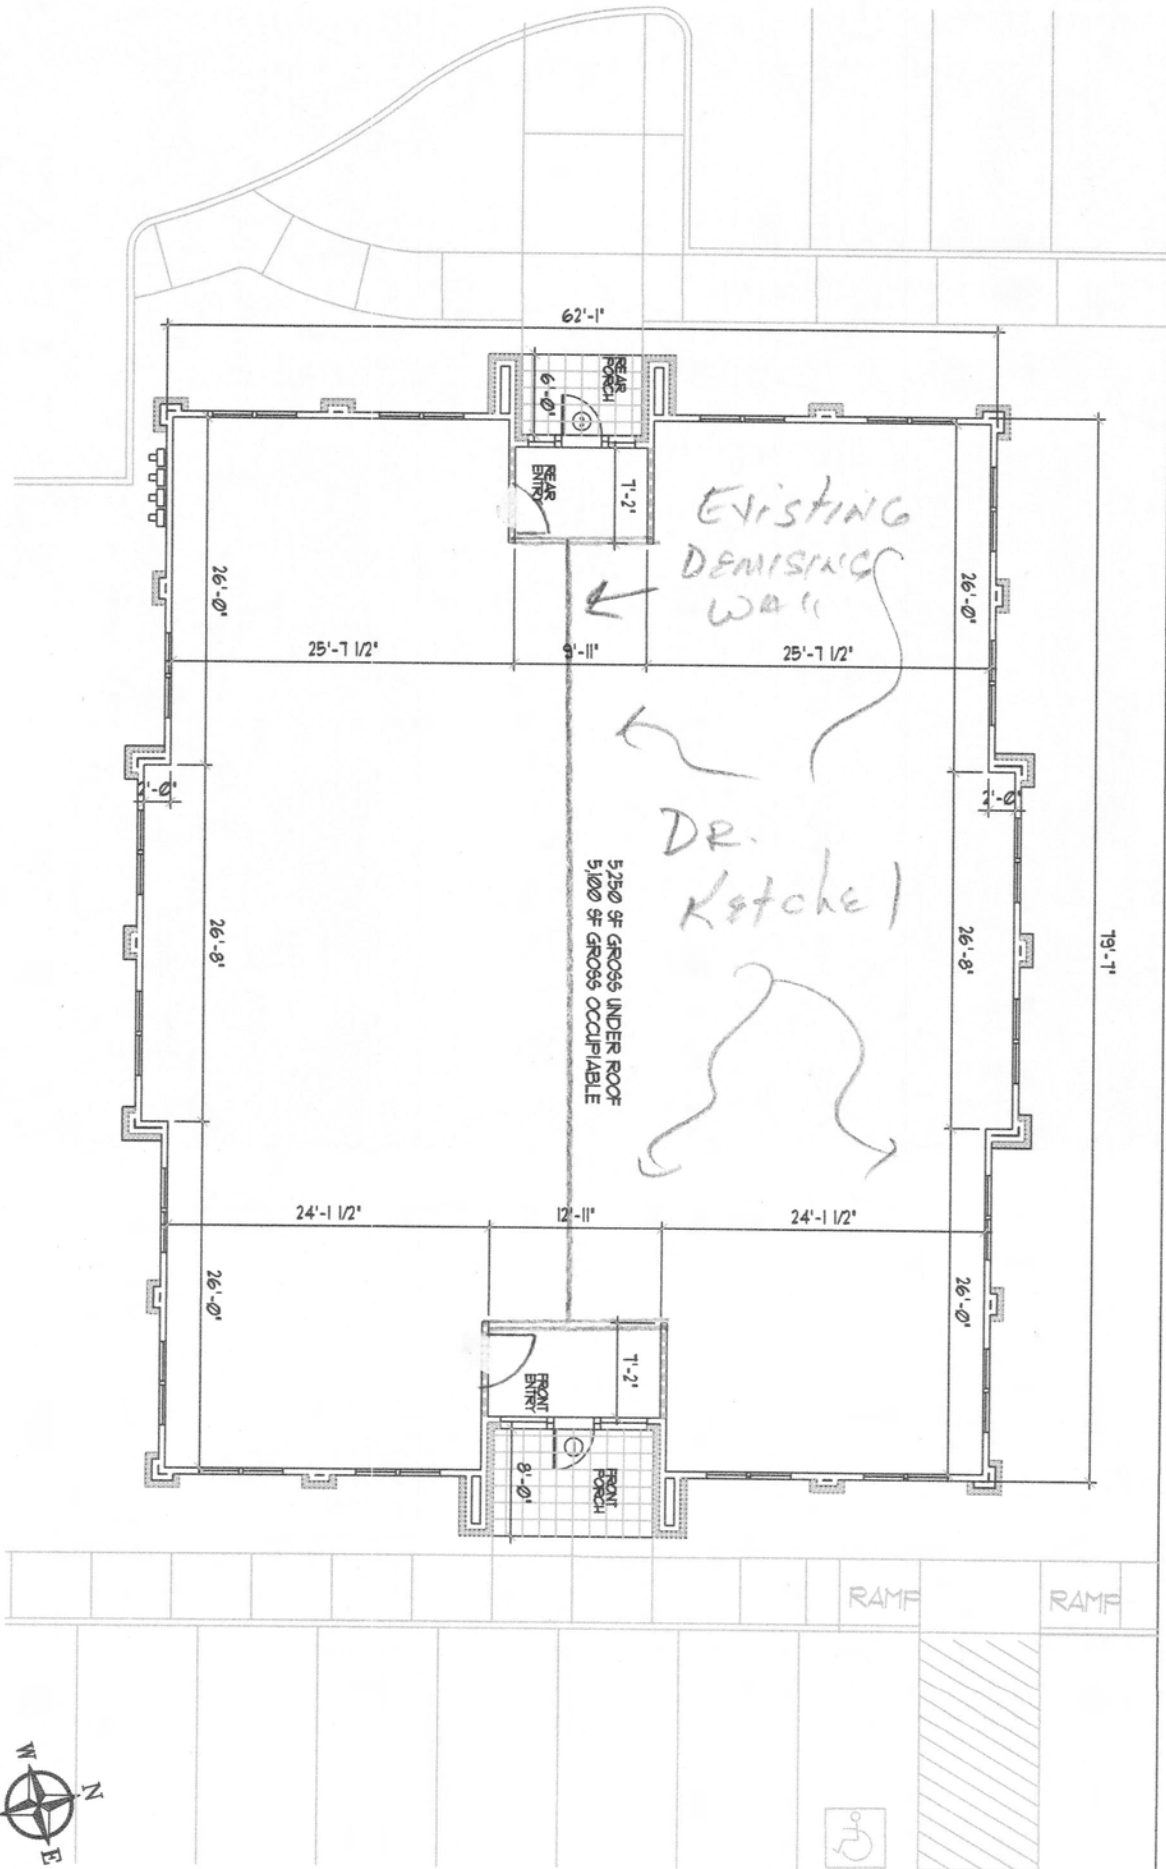 62'-1"
REAR
PORCH
6'-0"
REAR
ENTRY
7'-2"
EXISTING
DEMISING
WALL
26'-0"
26'-0"
25'-7 1/2"
9'-11"
25'-7 1/2"
2'-0"
2'-0"
DR.
Ketchel
5,250 SF GROSS UNDER ROOF
5,100 SF GROSS OCCUPIABLE
26'-8"
26'-8"
79'-7"
24'-1 1/2"
12'-11"
24'-1 1/2"
26'-0"
26'-0"
7'-2"
FRONT
ENTRY
FRONT
PORCH
8'-0"
RAMP
RAMP
W
N
E